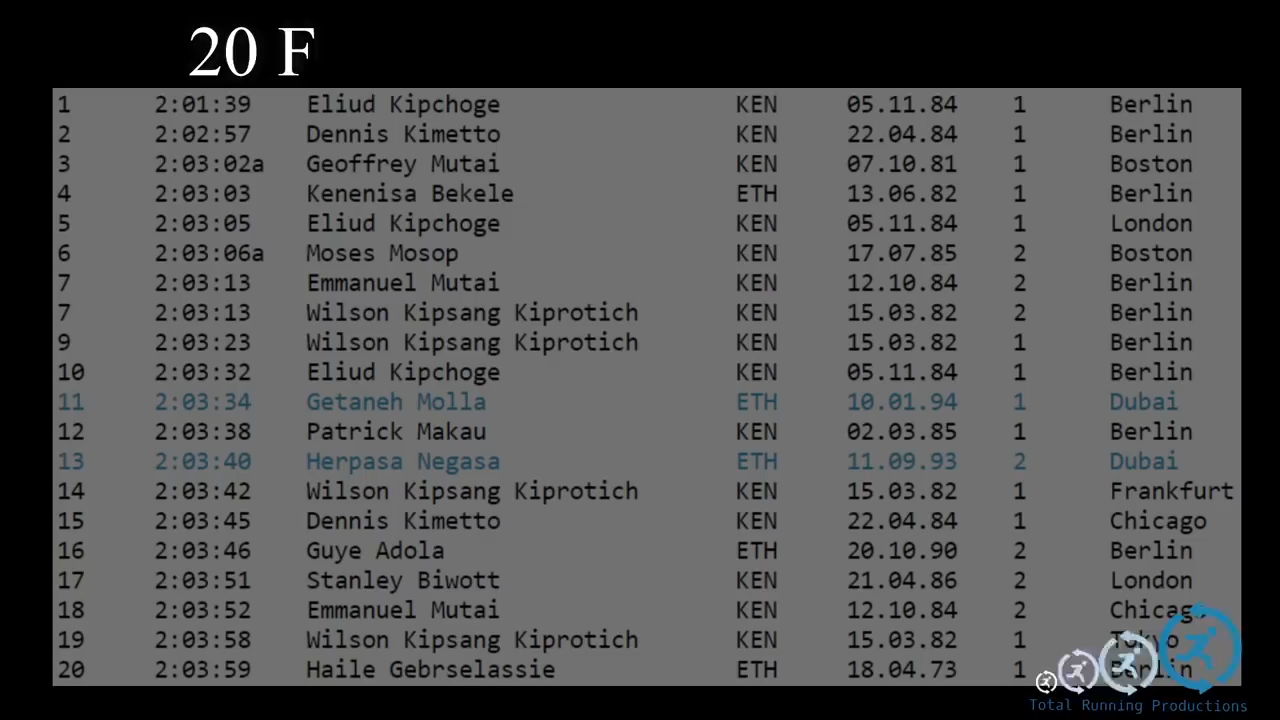 20 F
1 2:01:39 Eliud Kipchoge KEN 05.11.84 1 Berlin
2 2:02:57 Dennis Kimetto KEN 22.04.84 1 Berlin
3 2:03:02a Geoffrey Mutai KEN 07.10.81 1 Boston
4 2:03:03 Kenenisa Bekele ETH 13.06.82 1 Berlin
5 2:03:05 Eliud Kipchoge KEN 05.11.84 1 London
6 2:03:06a Moses Mosop KEN 17.07.85 2 Boston
7 2:03:13 Emmanuel Mutai KEN 12.10.84 2 Berlin
7 2:03:13 Wilson Kipsang Kiprotich KEN 15.03.82 2 Berlin
9 2:03:23 Wilson Kipsang Kiprotich KEN 15.03.82 1 Berlin
10 2:03:32 Eliud Kipchoge KEN 05.11.84 1 Berlin
11 2:03:34 Getaneh Molla ETH 10.01.94 1 Dubai
12 2:03:38 Patrick Makau KEN 02.03.85 1 Berlin
13 2:03:40 Herpasa Negasa ETH 11.09.93 2 Dubai
14 2:03:42 Wilson Kipsang Kiprotich KEN 15.03.82 1 Frankfurt
15 2:03:45 Dennis Kimetto KEN 22.04.84 1 Chicago
16 2:03:46 Guye Adola ETH 20.10.90 2 Berlin
17 2:03:51 Stanley Biwott KEN 21.04.86 2 London
18 2:03:52 Emmanuel Mutai KEN 12.10.84 2 Chicago
19 2:03:58 Wilson Kipsang Kiprotich KEN 15.03.82 1 Tokyo
20 2:03:59 Haile Gebrselassie ETH 18.04.73 1 Berlin
Total Running Productions